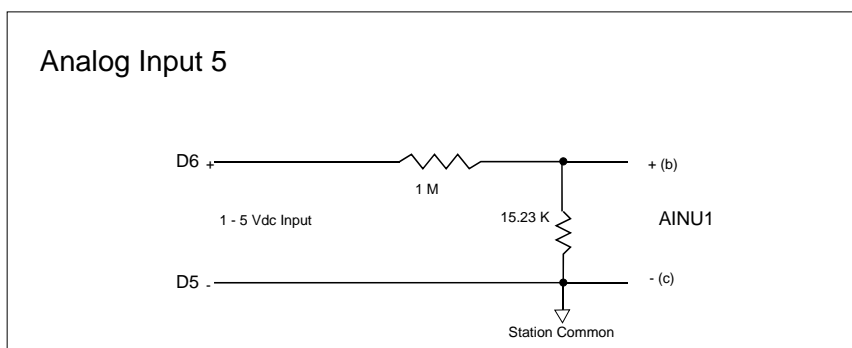 Analog Input 5
D6 +
+ (b)
1 M
1 - 5 Vdc Input
15.23 K
AINU1
D5 -
- (c)
Station Common